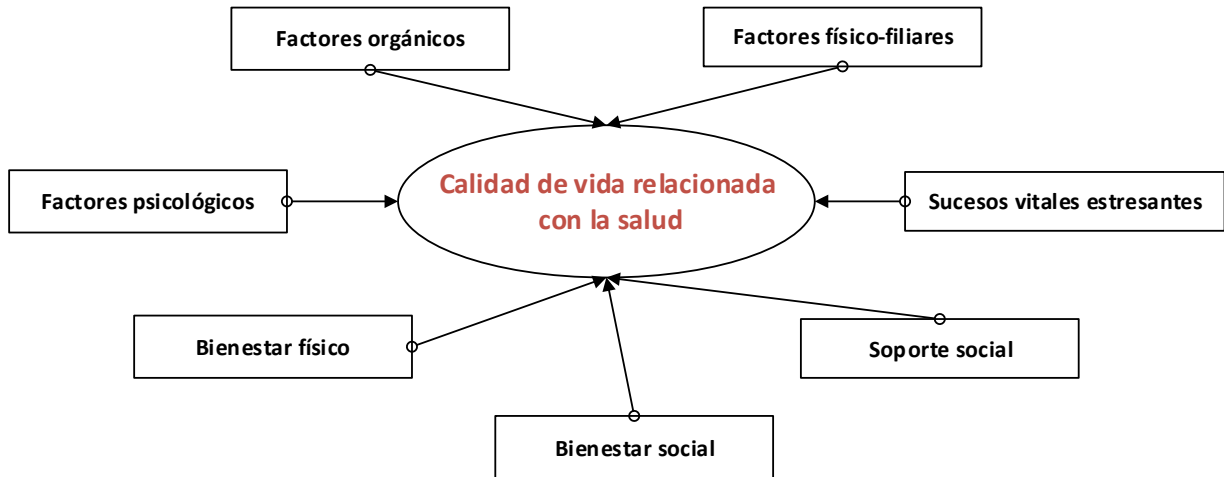 Factores orgánicos
Factores físico-filiares
Factores psicológicos
Calidad de vida relacionada
con la salud
Sucesos vitales estresantes
Bienestar físico
Soporte social
Bienestar social